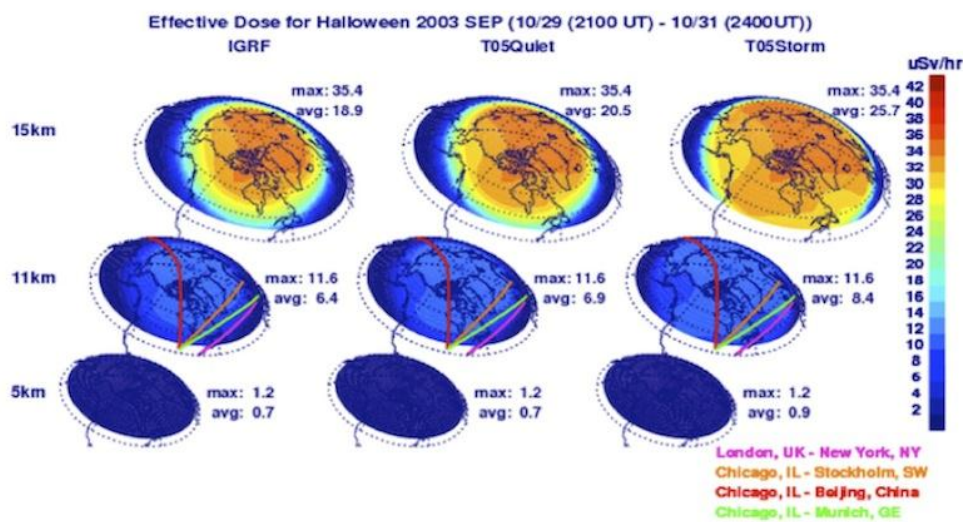 Effective Dose for Halloween 2003 SEP (10/29 (2100 UT) - 10/31 (2400UT))
IGRF T05Quiet T05Storm
uSv/hr
15km
max: 35.4
avg: 18.9
max: 35.4
avg: 20.5
max: 35.4
avg: 25.7
11km
max: 11.6
avg: 6.4
max: 11.6
avg: 6.9
max: 11.6
avg: 8.4
5km
max: 1.2
avg: 0.7
max: 1.2
avg: 0.7
max: 1.2
avg: 0.9
42
40
38
36
34
32
30
28
26
24
22
20
18
16
14
12
10
8
6
4
2
London, UK - New York, NY
Chicago, IL - Stockholm, SW
Chicago, IL - Beijing, China
Chicago, IL - Munich, GE